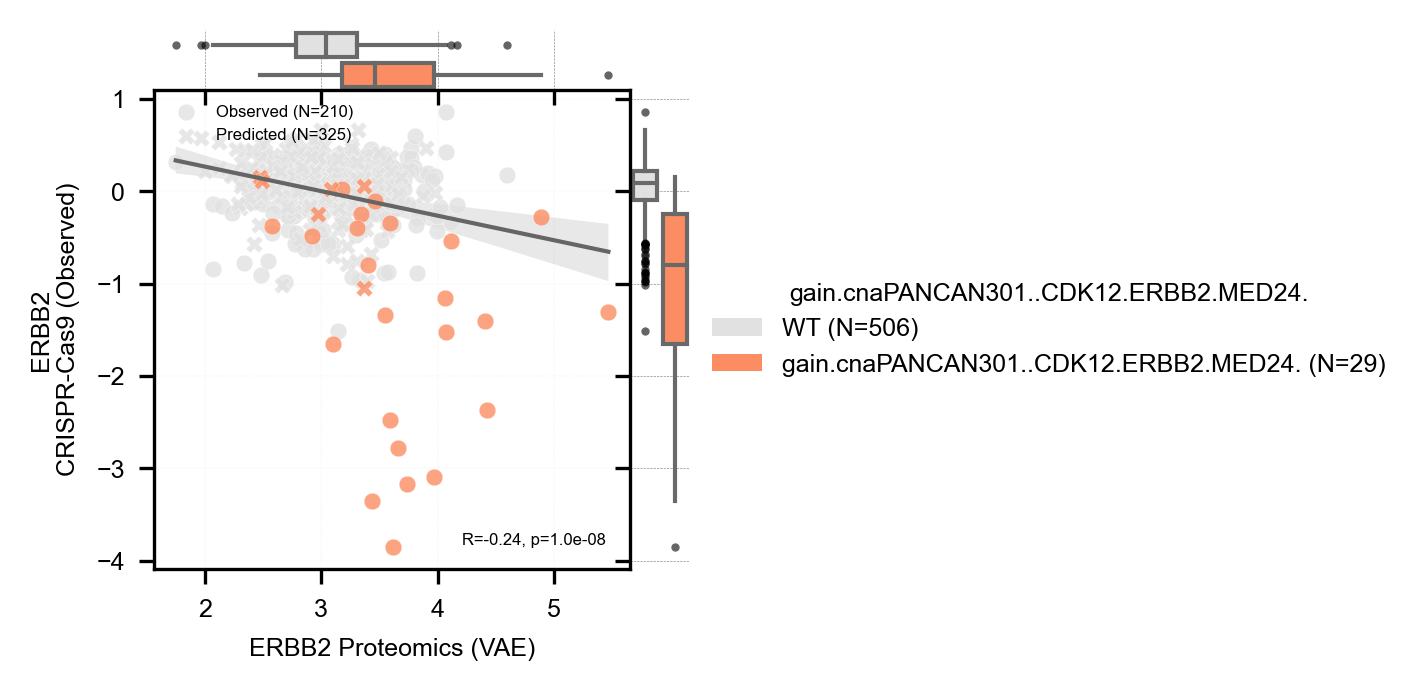 1
0
−1
−2
−3
−4
ERBB2
CRISPR-Cas9 (Observed)
Observed (N=210)
Predicted (N=325)
R=-0.24, p=1.0e-08
2
3
4
5
ERBB2 Proteomics (VAE)
gain.cnaPANCAN301..CDK12.ERBB2.MED24.
WT (N=506)
gain.cnaPANCAN301..CDK12.ERBB2.MED24. (N=29)